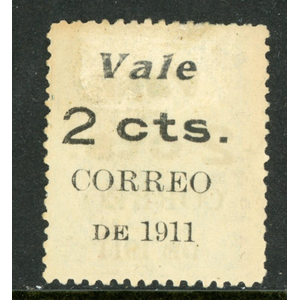 Vale
2 cts.
CORREO
DE 1911